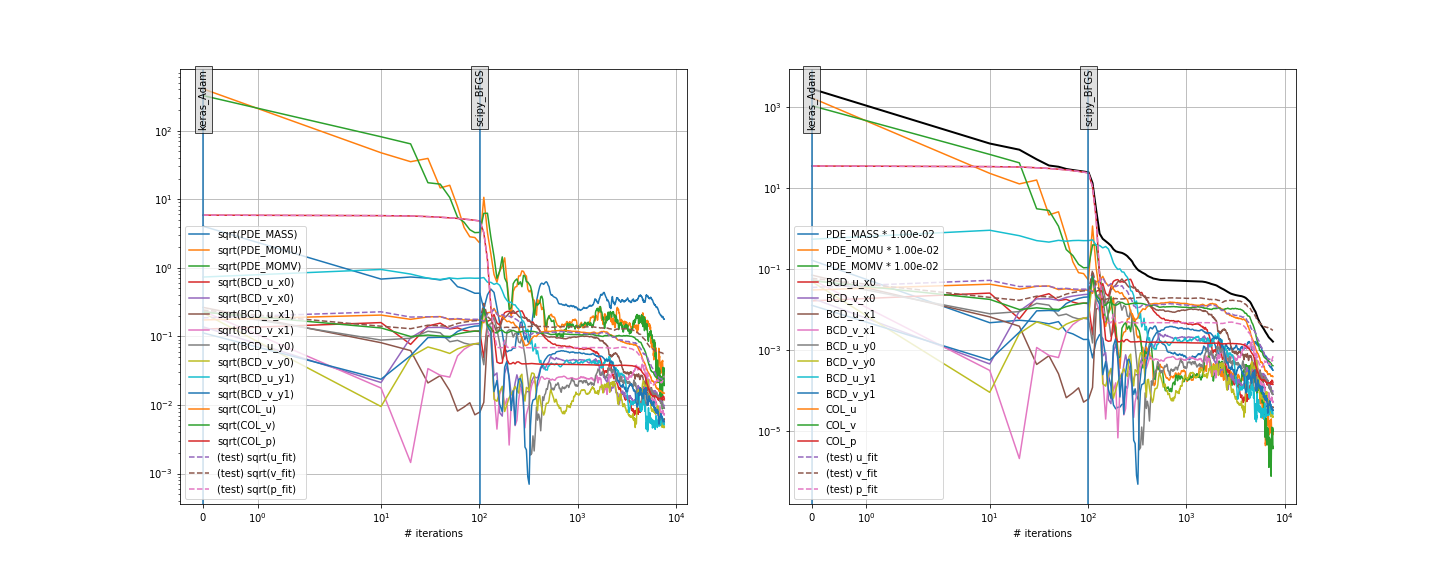 keras_Adam
scipy_BFGS
10²
10¹
10⁰
10⁻¹
10⁻²
10⁻³
sqrt(PDE_MASS)
sqrt(PDE_MOMU)
sqrt(PDE_MOMV)
sqrt(BCD_u_x0)
sqrt(BCD_v_x0)
sqrt(BCD_u_x1)
sqrt(BCD_v_x1)
sqrt(BCD_u_y0)
sqrt(BCD_v_y0)
sqrt(BCD_u_y1)
sqrt(BCD_v_y1)
sqrt(COL_u)
sqrt(COL_v)
sqrt(COL_p)
(test) sqrt(u_fit)
(test) sqrt(v_fit)
(test) sqrt(p_fit)
0 10⁰ 10¹ 10² 10³ 10⁴
# iterations
keras_Adam
scipy_BFGS
10³
10¹
10⁻¹
10⁻³
10⁻⁵
PDE_MASS * 1.00e-02
PDE_MOMU * 1.00e-02
PDE_MOMV * 1.00e-02
BCD_u_x0
BCD_v_x0
BCD_u_x1
BCD_v_x1
BCD_u_y0
BCD_v_y0
BCD_u_y1
BCD_v_y1
COL_u
COL_v
COL_p
(test) u_fit
(test) v_fit
(test) p_fit
0 10⁰ 10¹ 10² 10³ 10⁴
# iterations